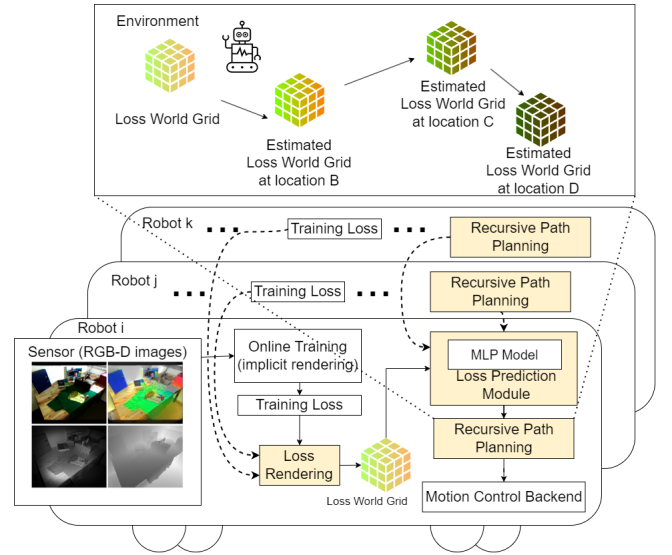 Environment
Loss World Grid
Estimated
Loss World Grid
at location B
Estimated
Loss World Grid
at location C
Estimated
Loss World Grid
at location D
Robot k
Training Loss
Recursive Path
Planning
Robot j
Training Loss
Recursive Path
Planning
Robot i
Sensor (RGB-D images)
Online Training
(implicit rendering)
Training Loss
Loss
Rendering
Loss World Grid
MLP Model
Loss Prediction
Module
Recursive Path
Planning
Motion Control Backend